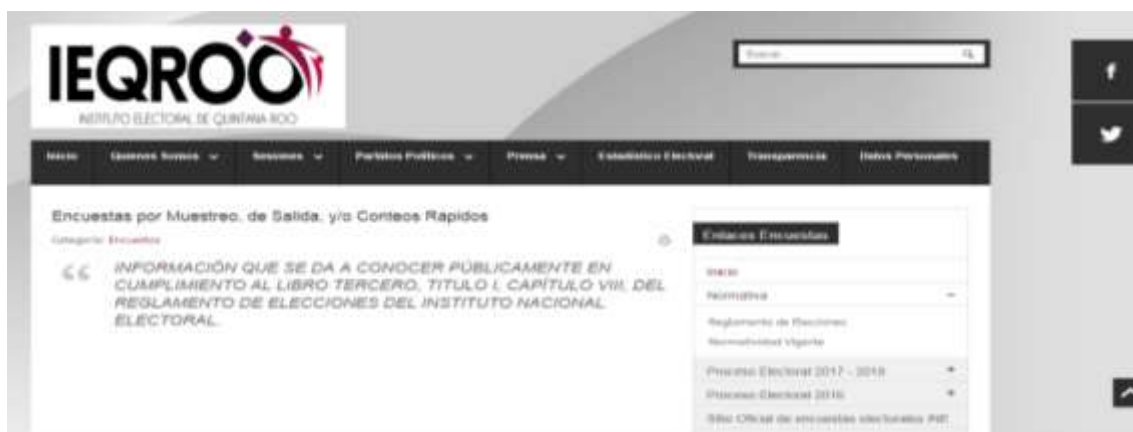 IEQROO
INSTITUTO ELECTORAL DE QUINTANA ROO
Buscar
Inicio Quienes Somos Sesiones Partidos Políticos Prensa Estadístico Electoral Transparencia Datos Personales
Encuestas por Muestreo, de Salida, y/o Conteos Rapidos
Categoría: Encuestas
INFORMACIÓN QUE SE DA A CONOCER PÚBLICAMENTE EN
CUMPLIMIENTO AL LIBRO TERCERO, TITULO I, CAPÍTULO VIII, DEL
REGLAMENTO DE ELECCIONES DEL INSTITUTO NACIONAL
ELECTORAL.
Enlaces Encuestas
Inicio
Normativa
Reglamento de Elecciones
Normatividad Vigente
Proceso Electoral 2017 - 2018
Proceso Electoral 2016
Sitio Oficial de encuestas electorales INE